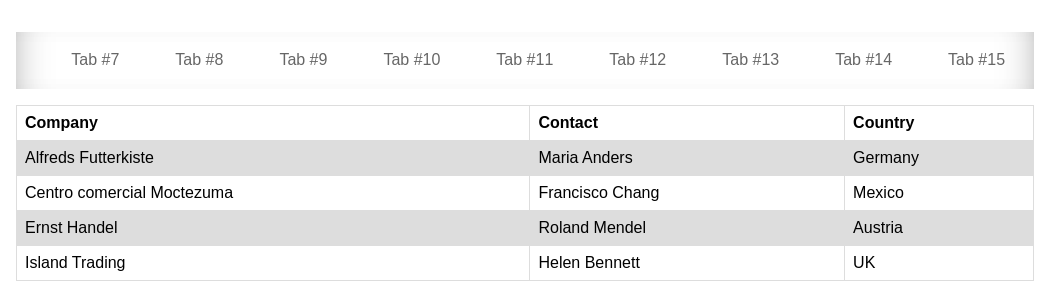 Tab #7 Tab #8 Tab #9 Tab #10 Tab #11 Tab #12 Tab #13 Tab #14 Tab #15
Company Contact Country
Alfreds Futterkiste Maria Anders Germany
Centro comercial Moctezuma Francisco Chang Mexico
Ernst Handel Roland Mendel Austria
Island Trading Helen Bennett UK